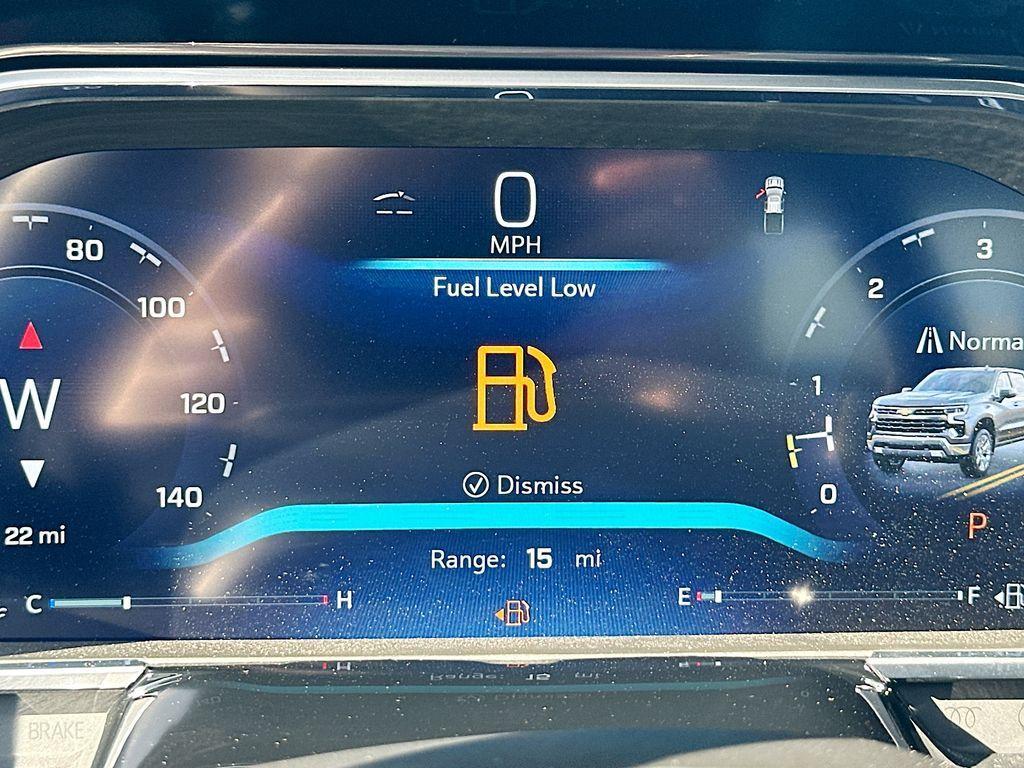 0
MPH
Fuel Level Low
80
100
120
140
W
22 mi
3
2
1
0
Norma
Dismiss
P
Range: 15 mi
C H
E F
BRAKE